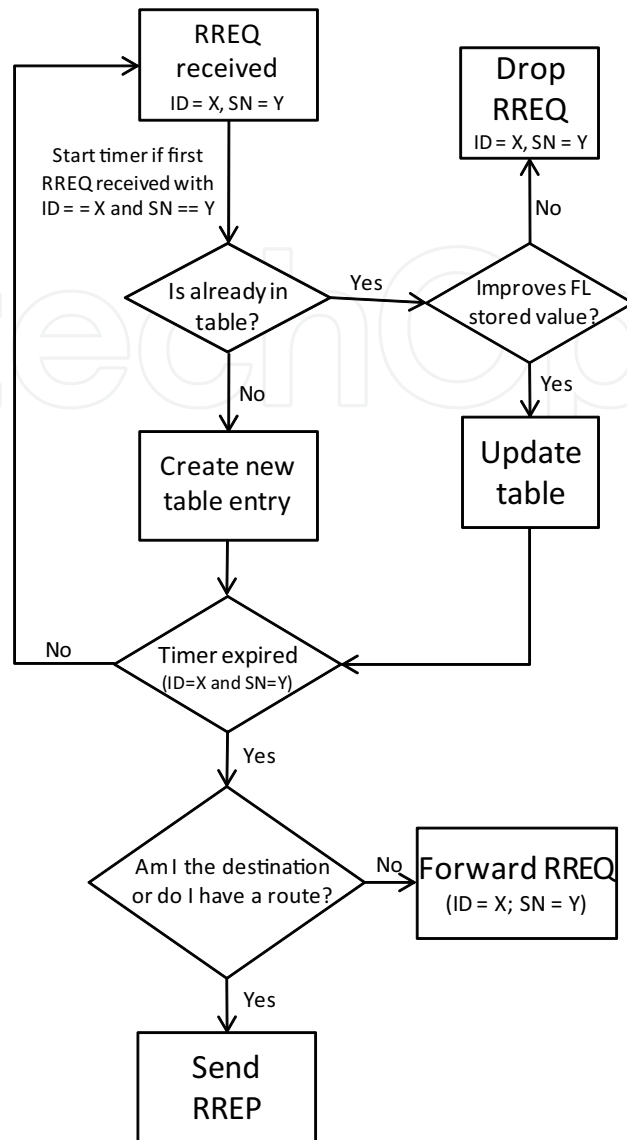 RREQ
received
ID = X, SN = Y
Drop
RREQ
ID = X, SN = Y
Start timer if first
RREQ received with
ID = = X and SN == Y
No
Is already in
table?
Yes
Improves FL
stored value?
No
Yes
Create new
table entry
Update
table
No
Timer expired
(ID=X and SN=Y)
Yes
Am I the destination
or do I have a route?
No
Forward RREQ
(ID = X; SN = Y)
Yes
Send
RREP
techOp